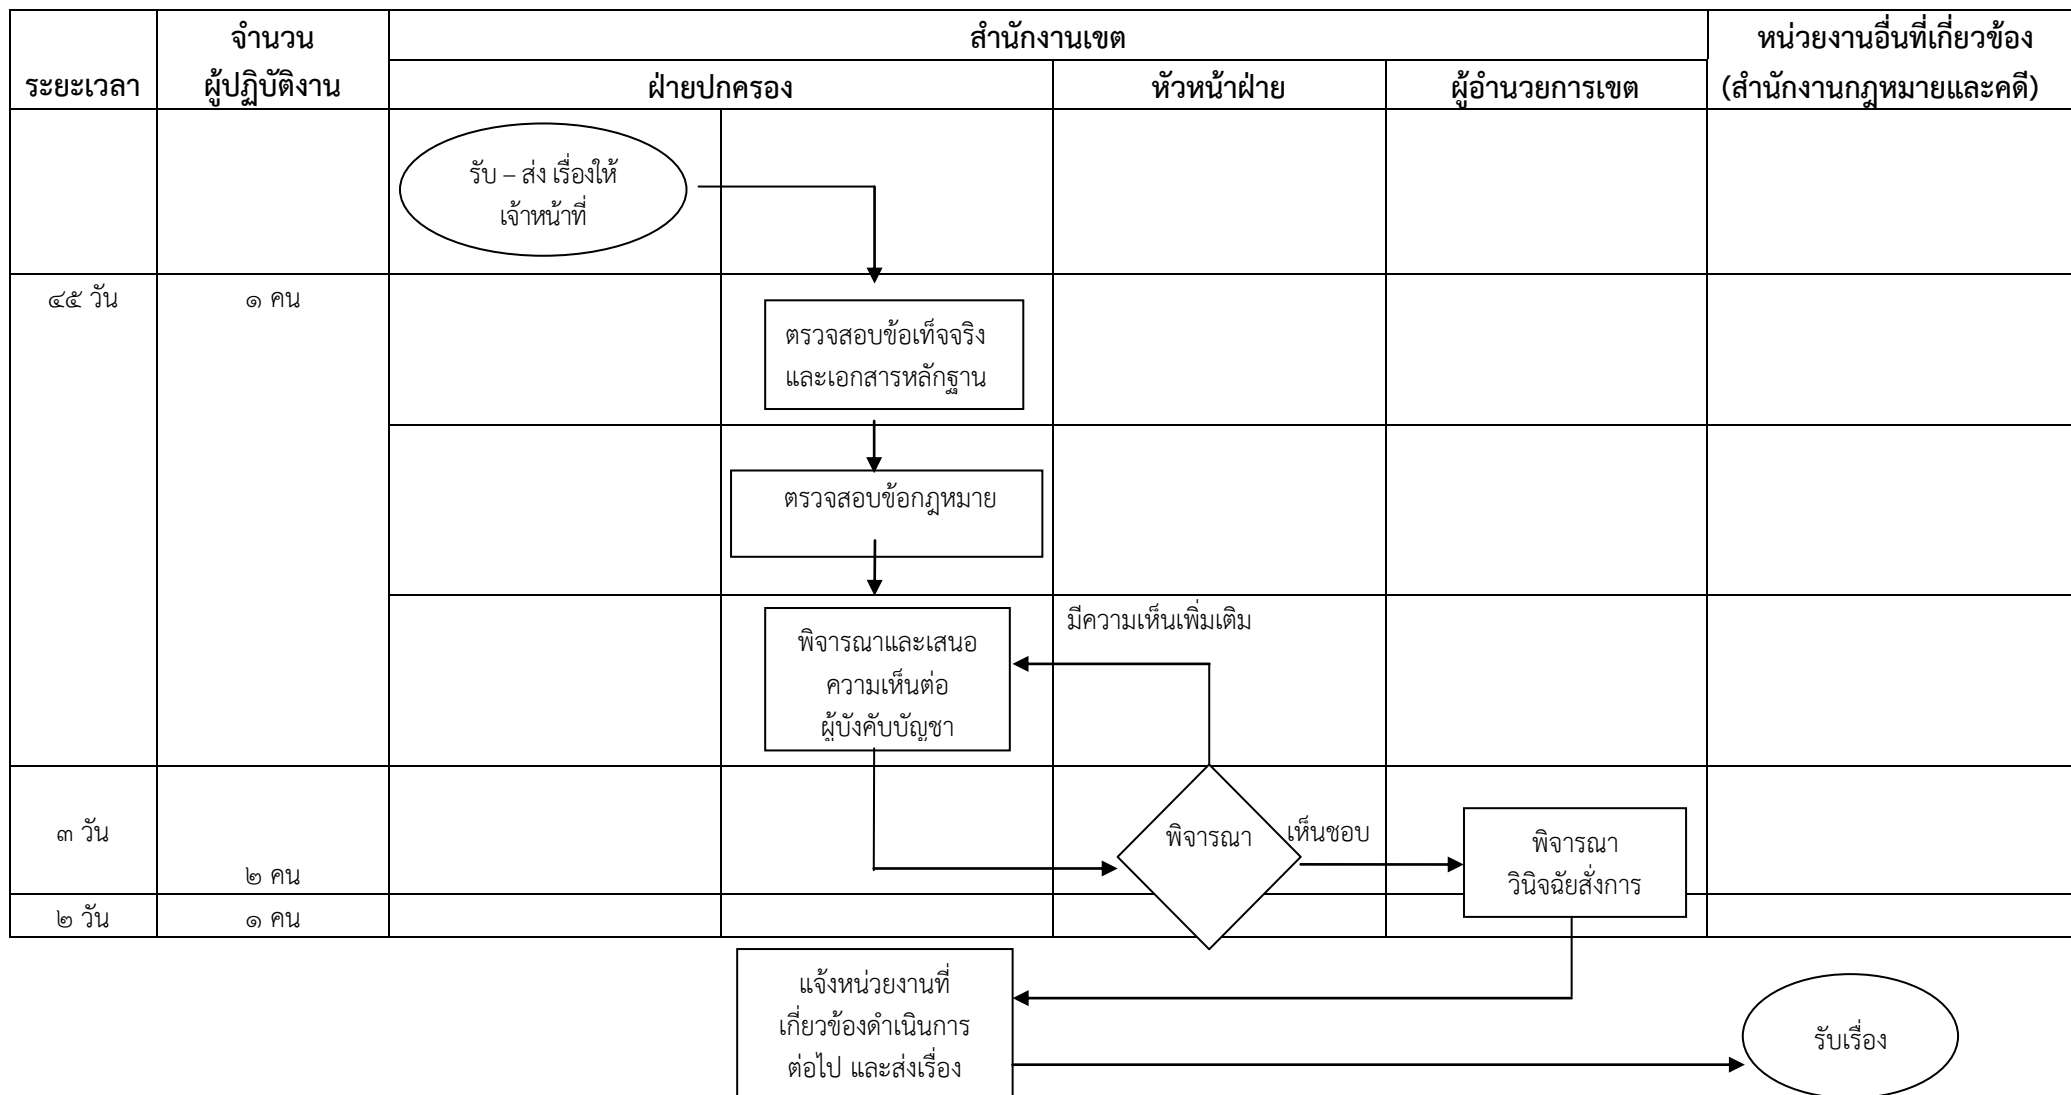 ระยะเวลา
จำนวน
ผู้ปฏิบัติงาน
สำนักงานเขต
หน่วยงานอื่นที่เกี่ยวข้อง
(สำนักงานกฎหมายและคดี)
ฝ่ายปกครอง
หัวหน้าฝ่าย
ผู้อำนวยการเขต
รับ – ส่ง เรื่องให้
เจ้าหน้าที่
๔๕ วัน
๑ คน
ตรวจสอบข้อเท็จจริง
และเอกสารหลักฐาน
ตรวจสอบข้อกฎหมาย
พิจารณาและเสนอ
ความเห็นต่อ
ผู้บังคับบัญชา
มีความเห็นเพิ่มเติม
๓ วัน
๒ คน
พิจารณา
เห็นชอบ
พิจารณา
วินิจฉัยสั่งการ
๒ วัน
๑ คน
แจ้งหน่วยงานที่
เกี่ยวข้องดำเนินการ
ต่อไป และส่งเรื่อง
รับเรื่อง